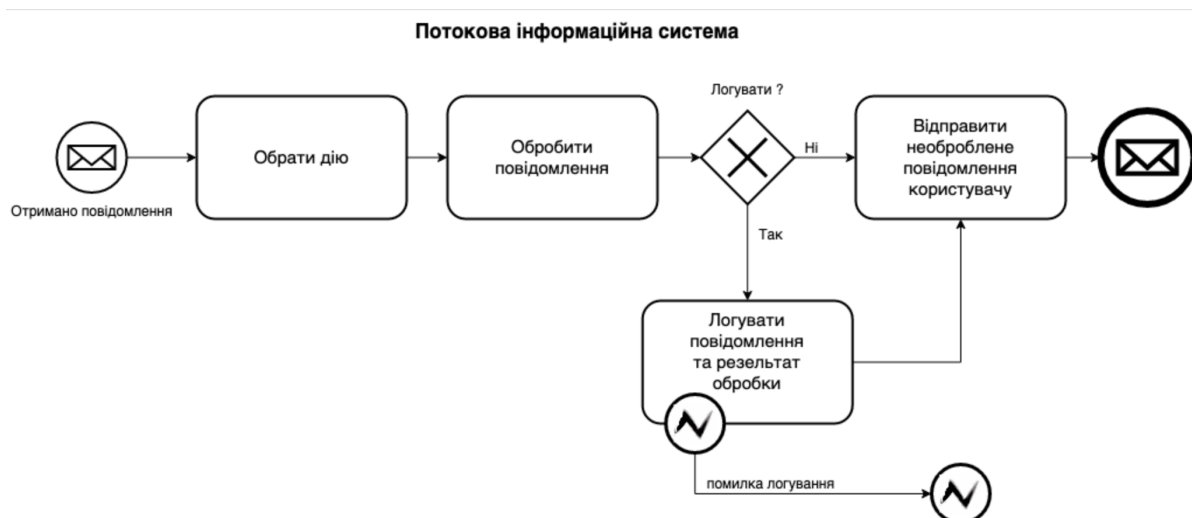 Потокова інформаційна система
Логувати ?
Обрати дію
Обробити
повідомлення
Ні
Відправити
необроблене
повідомлення
користувачу
Отримано повідомлення
Так
Логувати
повідомлення
та резельтат
обробки
помилка логування